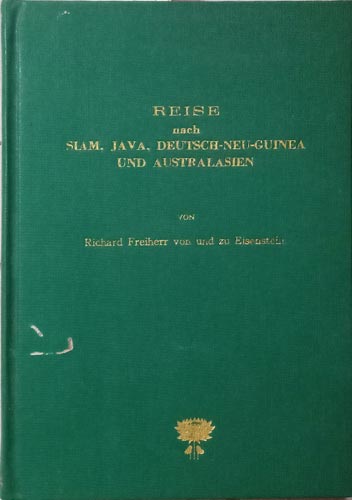 REISE
nach
SIAM, JAVA, DEUTSCH-NEU-GUINEA
UND AUSTRALASIEN
VON
Richard Freiherr von und zu Eisenstein